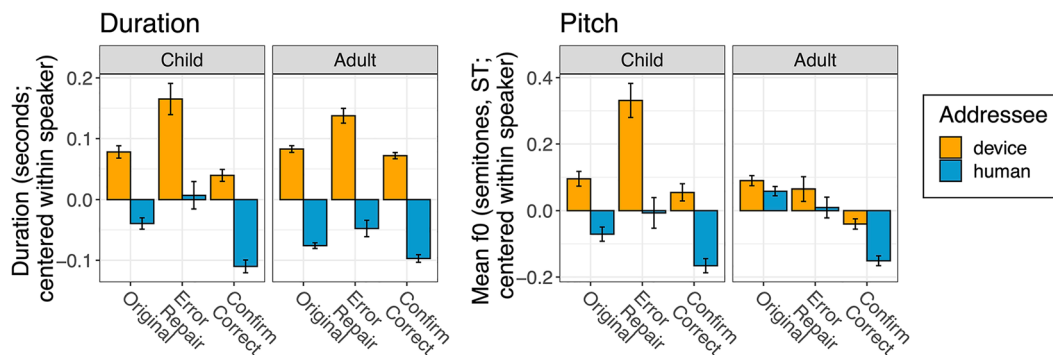 Duration
Duration (seconds;
centered within speaker)
Child
Adult
0.2
0.1
0.0
−0.1
Original
Error
Repair
Confirm
Correct
Original
Error
Repair
Confirm
Correct
Pitch
Mean f0 (semitones, ST;
centered within speaker)
Child
Adult
0.4
0.2
0.0
−0.2
Original
Error
Repair
Confirm
Correct
Original
Error
Repair
Confirm
Correct
Addressee
device
human